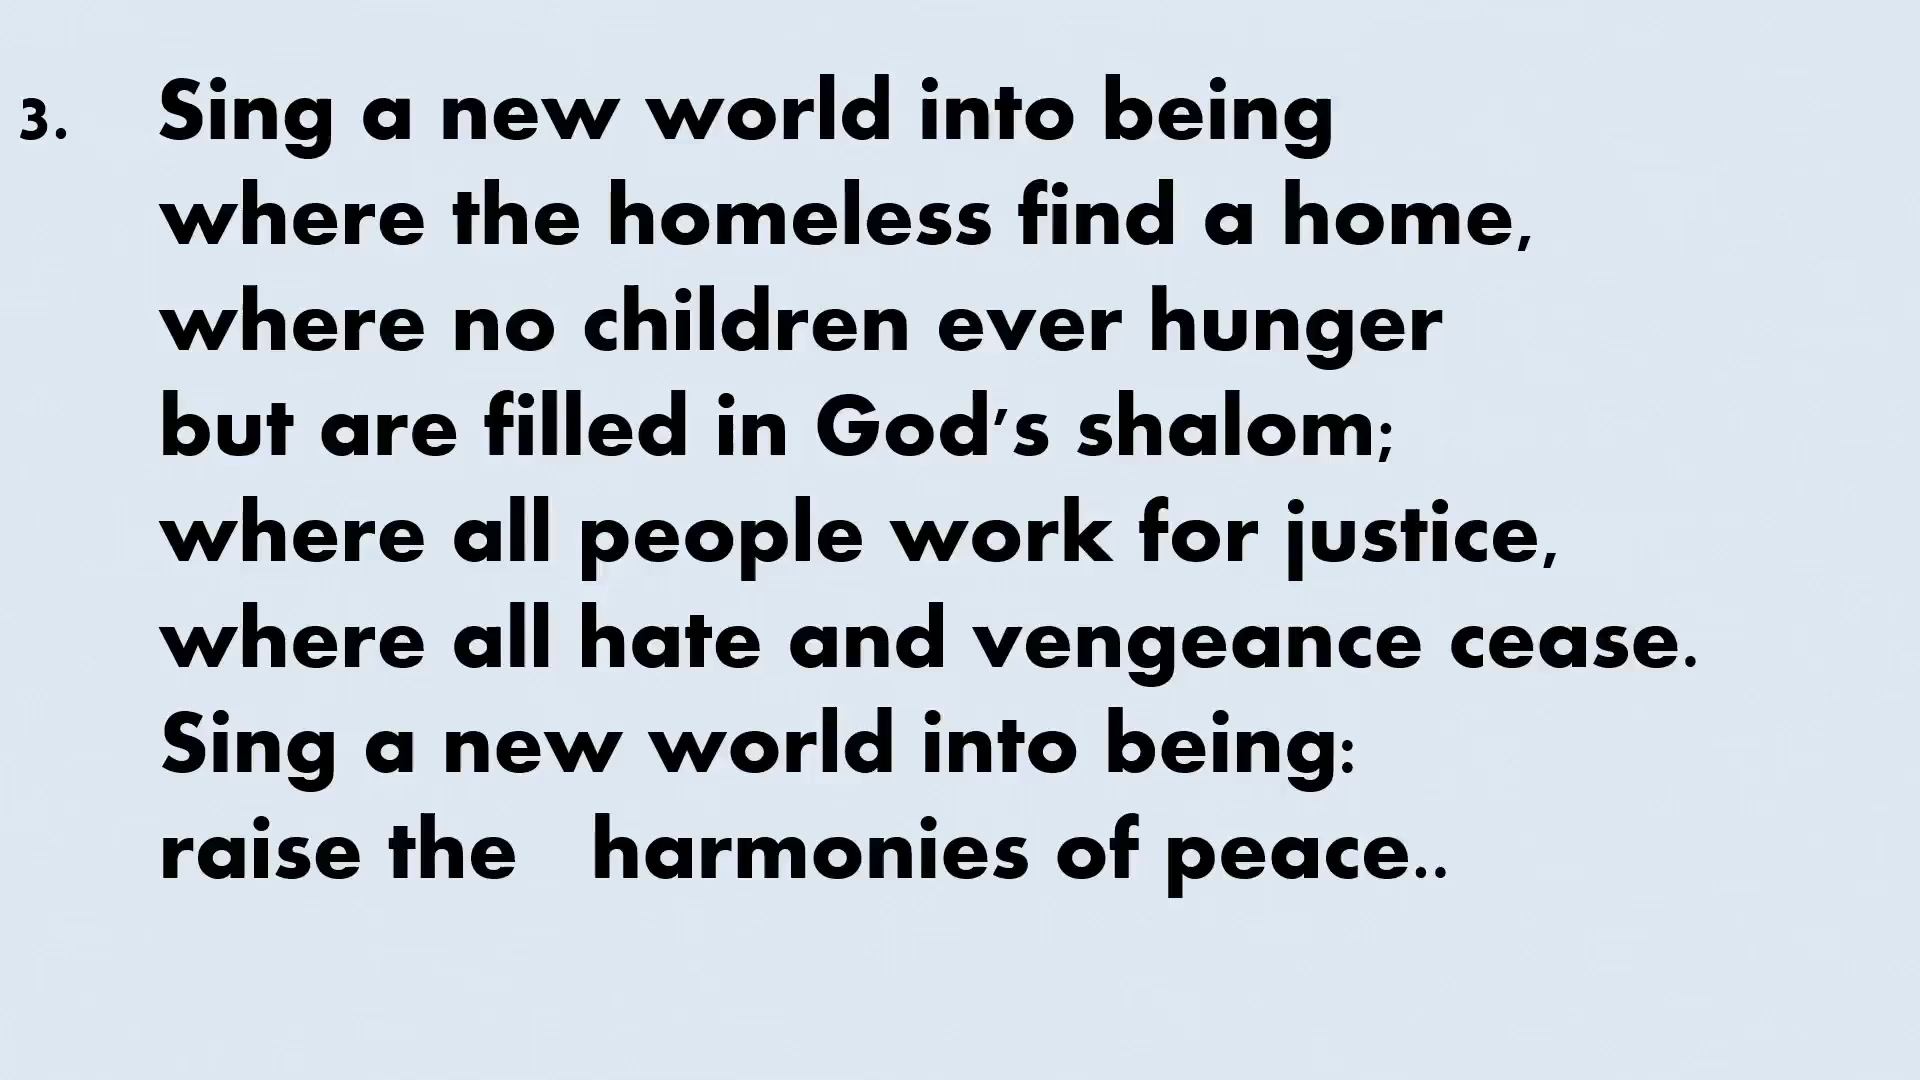 3. Sing a new world into being
where the homeless find a home,
where no children ever hunger
but are filled in God's shalom;
where all people work for justice,
where all hate and vengeance cease.
Sing a new world into being:
raise the   harmonies of peace..